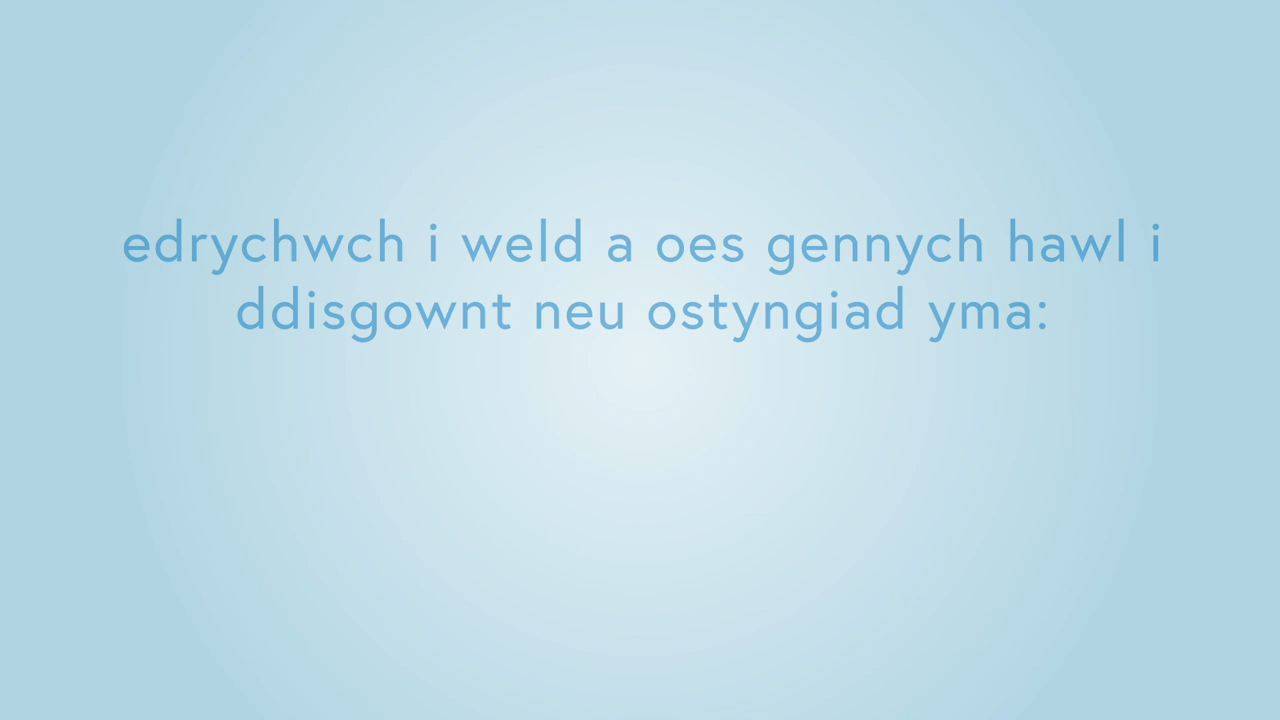 edrychwch i weld a oes gennych hawl i
ddisgownt neu ostyngiad yma: